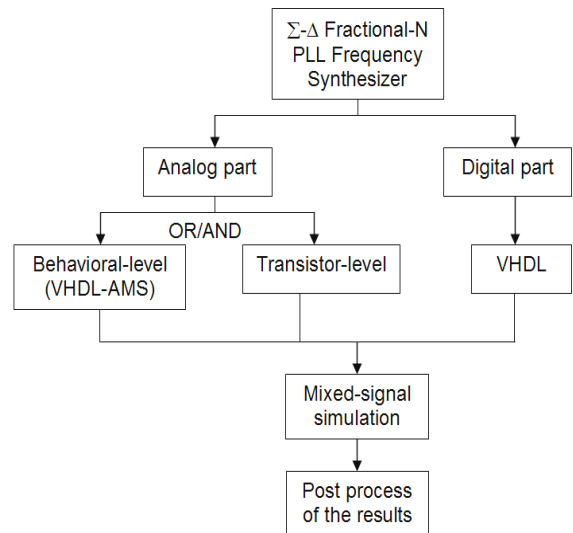 Σ-Δ Fractional-N
PLL Frequency
Synthesizer
Analog part
Digital part
OR/AND
Behavioral-level
(VHDL-AMS)
Transistor-level
VHDL
Mixed-signal
simulation
Post process
of the results